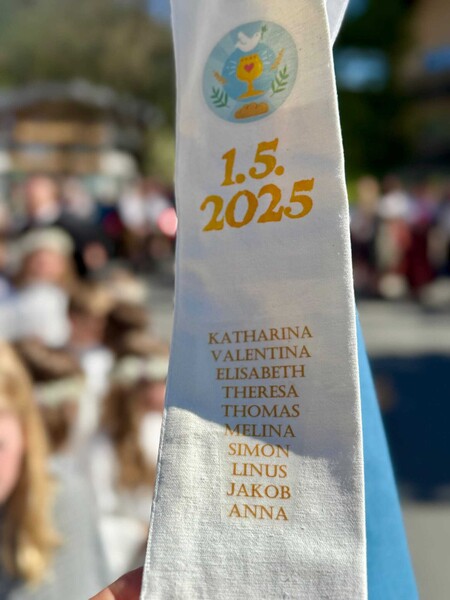 1.5.
2025
KATHARINA
VALENTINA
ELISABETH
THERESA
THOMAS
MELINA
SIMON
LINUS
JAKOB
ANNA